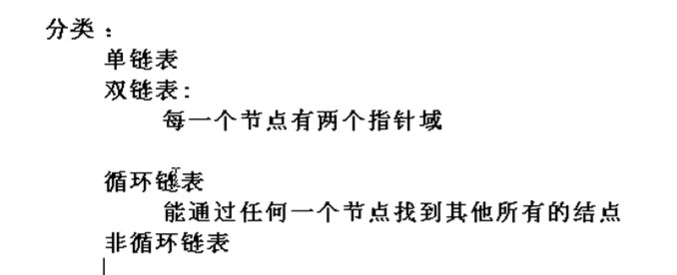 分类：
单链表
双链表：
每一个节点有两个指针域
循环链表
能通过任何一个节点找到其他所有的结点
非循环链表